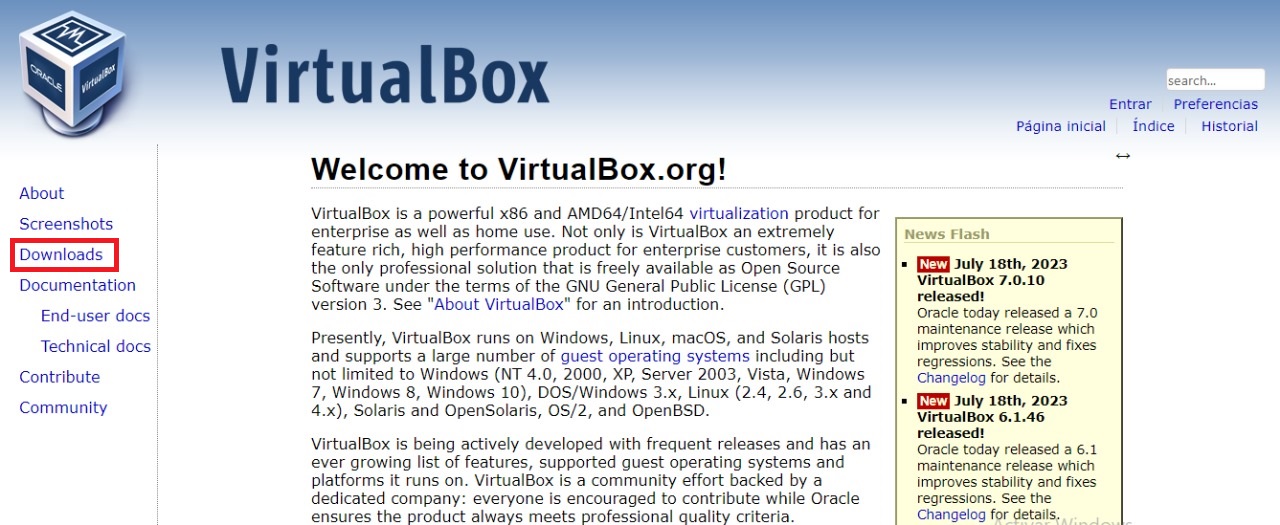 ORACLE
VirtualBox
VirtualBox
search...
Entrar
Preferencias
Página inicial
Índice
Historial
About
Screenshots
Downloads
Documentation
End-user docs
Technical docs
Contribute
Community
Welcome to VirtualBox.org!
VirtualBox is a powerful x86 and AMD64/Intel64 virtualization product for
enterprise as well as home use. Not only is VirtualBox an extremely
feature rich, high performance product for enterprise customers, it is also
the only professional solution that is freely available as Open Source
Software under the terms of the GNU General Public License (GPL)
version 3. See "About VirtualBox" for an introduction.
Presently, VirtualBox runs on Windows, Linux, macOS, and Solaris hosts
and supports a large number of guest operating systems including but
not limited to Windows (NT 4.0, 2000, XP, Server 2003, Vista, Windows
7, Windows 8, Windows 10), DOS/Windows 3.x, Linux (2.4, 2.6, 3.x and
4.x), Solaris and OpenSolaris, OS/2, and OpenBSD.
VirtualBox is being actively developed with frequent releases and has an
ever growing list of features, supported guest operating systems and
platforms it runs on. VirtualBox is a community effort backed by a
dedicated company: everyone is encouraged to contribute while Oracle
ensures the product always meets professional quality criteria.
News Flash
New July 18th, 2023
VirtualBox 7.0.10
released!
Oracle today released a 7.0
maintenance release which
improves stability and fixes
regressions. See the
Changelog for details.
New July 18th, 2023
VirtualBox 6.1.46
released!
Oracle today released a 6.1
maintenance release which
improves stability and fixes
regressions. See the
Changelog for details.
Activar Windows